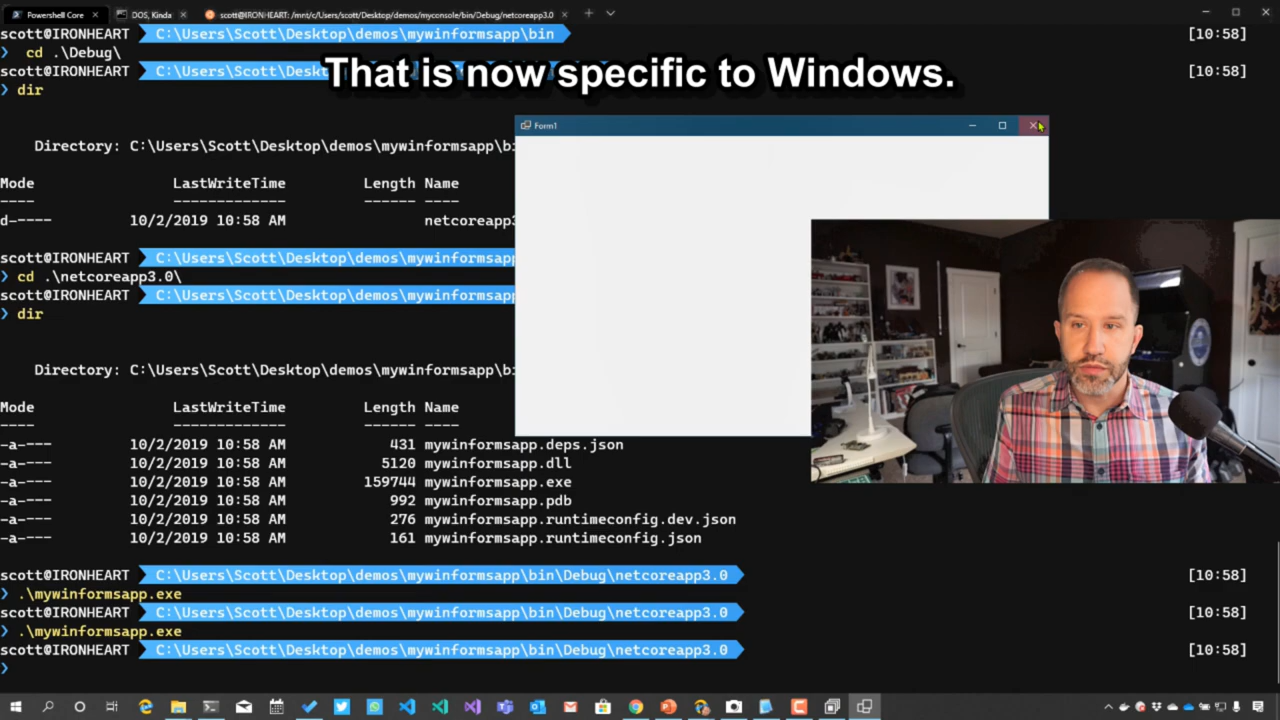 Powershell Core
DOS, Kinda
scott@IRONHEART: /mnt/c/Users/scott/Desktop/demos/myconsole/bin/Debug/netcoreapp3.0
scott@IRONHEART C:\Users\Scott\Desktop\demos\mywinformsapp\bin [10:58]
❯ cd .\Debug\
scott@IRONHEART C:\Users\Scott\Desktop\demos\mywinformsapp\b [10:58]
That is now specific to Windows.
❯ dir
Form1
Directory: C:\Users\Scott\Desktop\demos\mywinformsapp\bi
Mode LastWriteTime Length Name
---- ------------- ------ ----
d----- 10/2/2019 10:58 AM netcoreapp3
scott@IRONHEART C:\Users\Scott\Desktop\demos\mywinformsapp
❯ cd .\netcoreapp3.0\
scott@IRONHEART C:\Users\Scott\Desktop\demos\mywinformsapp
❯ dir
Directory: C:\Users\Scott\Desktop\demos\mywinformsapp\bi
Mode LastWriteTime Length Name
---- ------------- ------ ----
-a---- 10/2/2019 10:58 AM 431 mywinformsapp.deps.json
-a---- 10/2/2019 10:58 AM 5120 mywinformsapp.dll
-a---- 10/2/2019 10:58 AM 159744 mywinformsapp.exe
-a---- 10/2/2019 10:58 AM 992 mywinformsapp.pdb
-a---- 10/2/2019 10:58 AM 276 mywinformsapp.runtimeconfig.dev.json
-a---- 10/2/2019 10:58 AM 161 mywinformsapp.runtimeconfig.json
scott@IRONHEART C:\Users\Scott\Desktop\demos\mywinformsapp\bin\Debug\netcoreapp3.0 [10:58]
❯ .\mywinformsapp.exe
scott@IRONHEART C:\Users\Scott\Desktop\demos\mywinformsapp\bin\Debug\netcoreapp3.0 [10:58]
❯ .\mywinformsapp.exe
scott@IRONHEART C:\Users\Scott\Desktop\demos\mywinformsapp\bin\Debug\netcoreapp3.0 [10:58]
❯